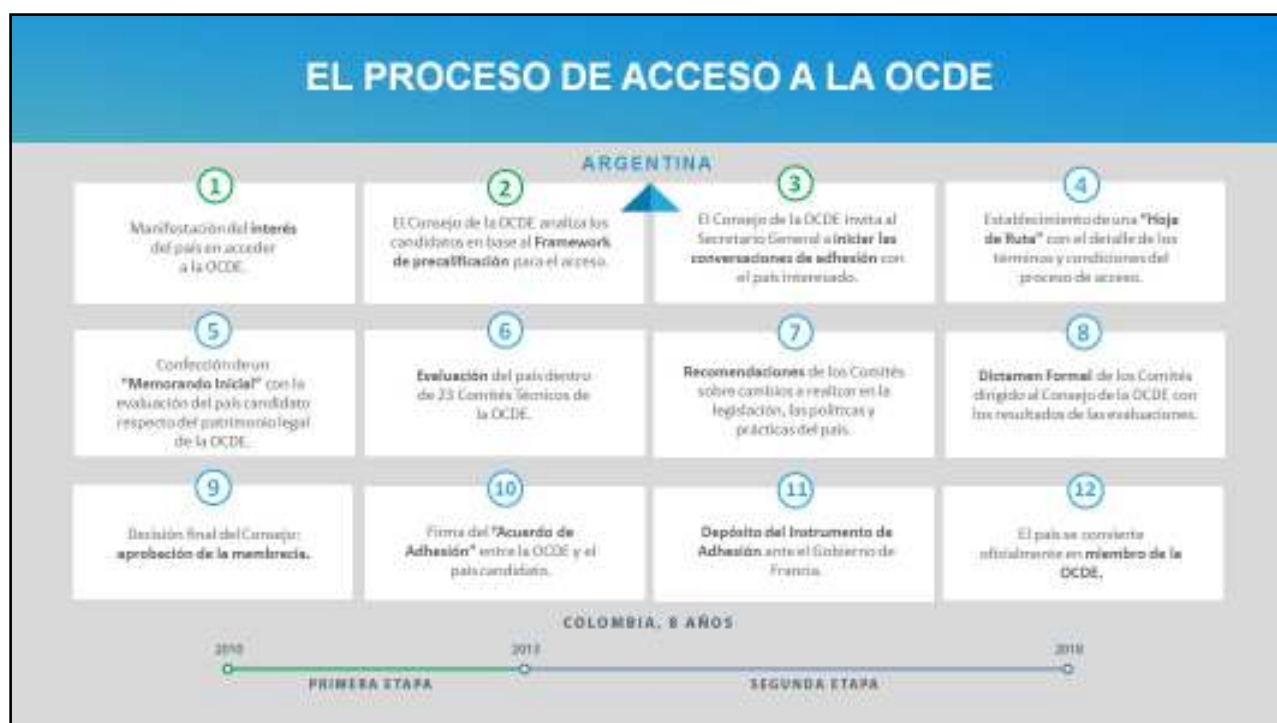 EL PROCESO DE ACCESO A LA OCDE
ARGENTINA
1
Manifestación del interés
del país en acceder
a la OCDE.
2
El Consejo de la OCDE analiza los
candidatos en base al Framework
de precalificación para el acceso.
3
El Consejo de la OCDE invita al
Secretario General a iniciar las
conversaciones de adhesión con
el país interesado.
4
Establecimiento de una "Hoja
de Ruta" con el detalle de los
términos y condiciones del
proceso de acceso.
5
Confección de un
"Memorando Inicial" con la
evaluación del país candidato
respecto del patrimonio legal
de la OCDE.
6
Evaluación del país dentro
de 23 Comités Técnicos de
la OCDE.
7
Recomendaciones de los Comités
sobre cambios a realizar en la
legislación, las políticas y
prácticas del país.
8
Dictamen Formal de los Comités
dirigido al Consejo de la OCDE con
los resultados de las evaluaciones.
9
Decisión final del Consejo:
aprobación de la membrecía.
10
Firma del "Acuerdo de
Adhesión" entre la OCDE y el
país candidato.
11
Depósito del Instrumento de
Adhesión ante el Gobierno de
Francia.
12
El país se convierte
oficialmente en miembro de la
OCDE.
COLOMBIA, 8 AÑOS
2010
2013
2018
PRIMERA ETAPA
SEGUNDA ETAPA